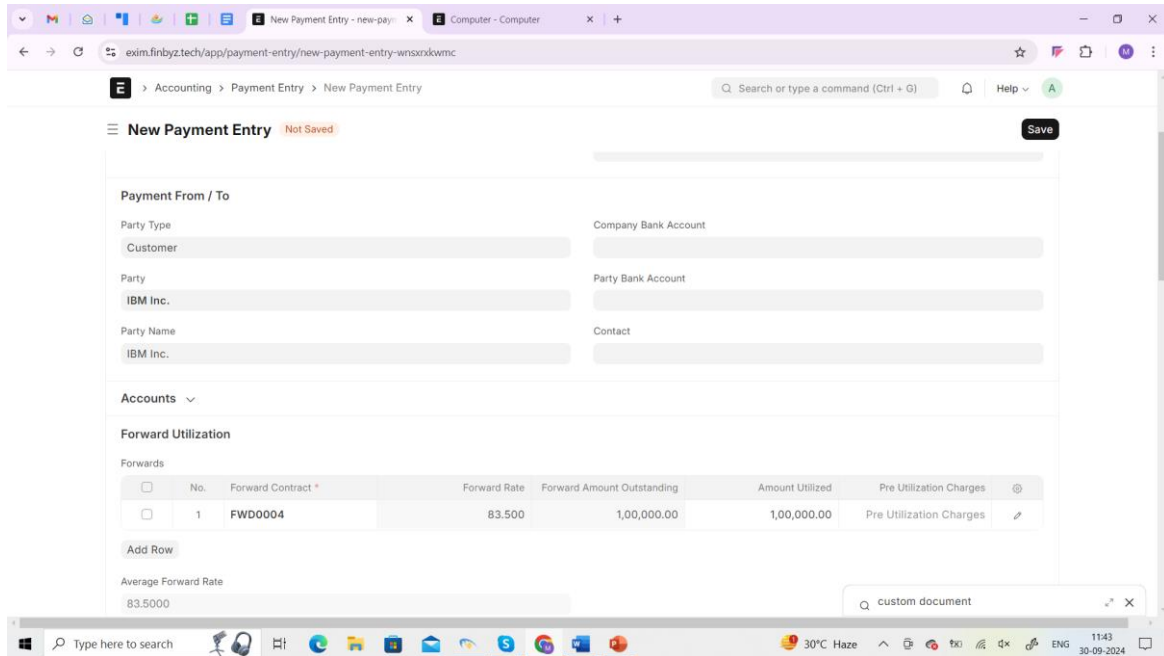 New Payment Entry - new-paym
Computer - Computer
exim.finbyz.tech/app/payment-entry/new-payment-entry-wnsxrxkwmc
M
E > Accounting > Payment Entry > New Payment Entry
Search or type a command (Ctrl + G)
Help
A
New Payment Entry Not Saved
Save
Payment From / To
Party Type
Company Bank Account
Customer
Party
Party Bank Account
IBM Inc.
Party Name
Contact
IBM Inc.
Accounts
Forward Utilization
Forwards
No. Forward Contract * Forward Rate Forward Amount Outstanding Amount Utilized Pre Utilization Charges
1 FWD0004 83.500 1,00,000.00 1,00,000.00 Pre Utilization Charges
Add Row
Average Forward Rate
83.5000
custom document
Type here to search
30°C Haze
ENG
11:43
30-09-2024